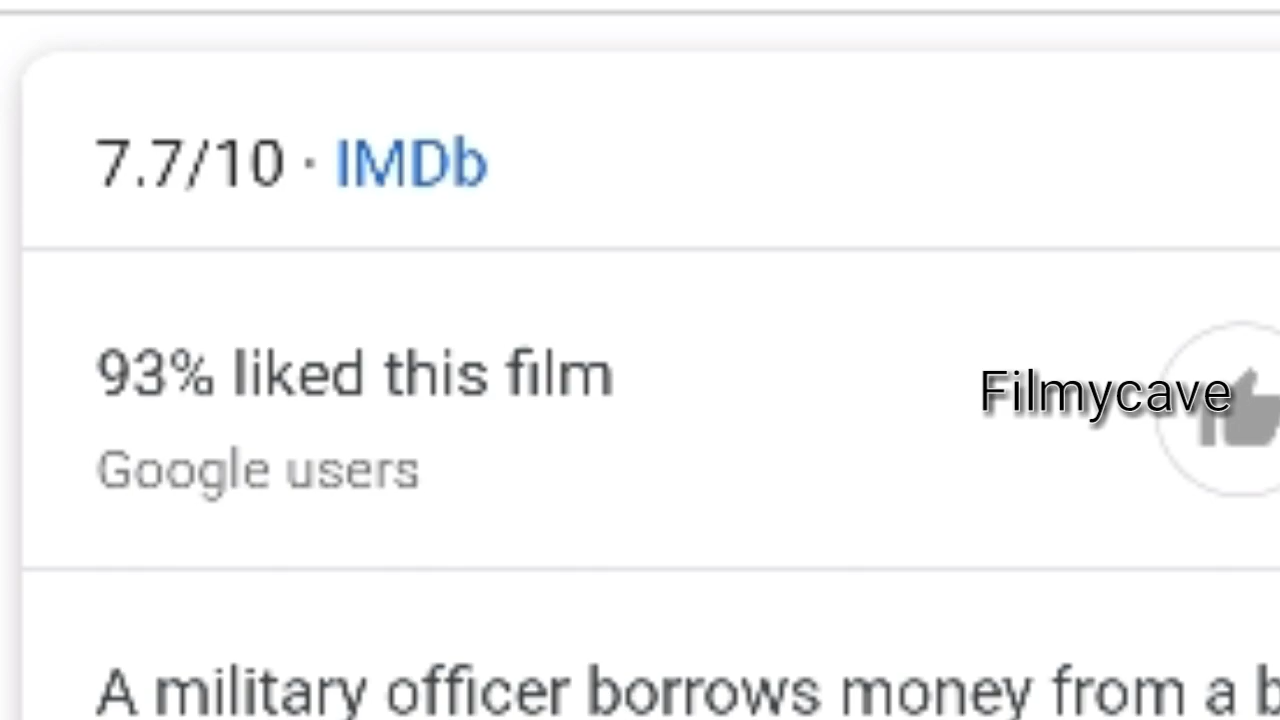 7.7/10 · IMDb
93% liked this film
Filmycave
Google users
A military officer borrows money from a